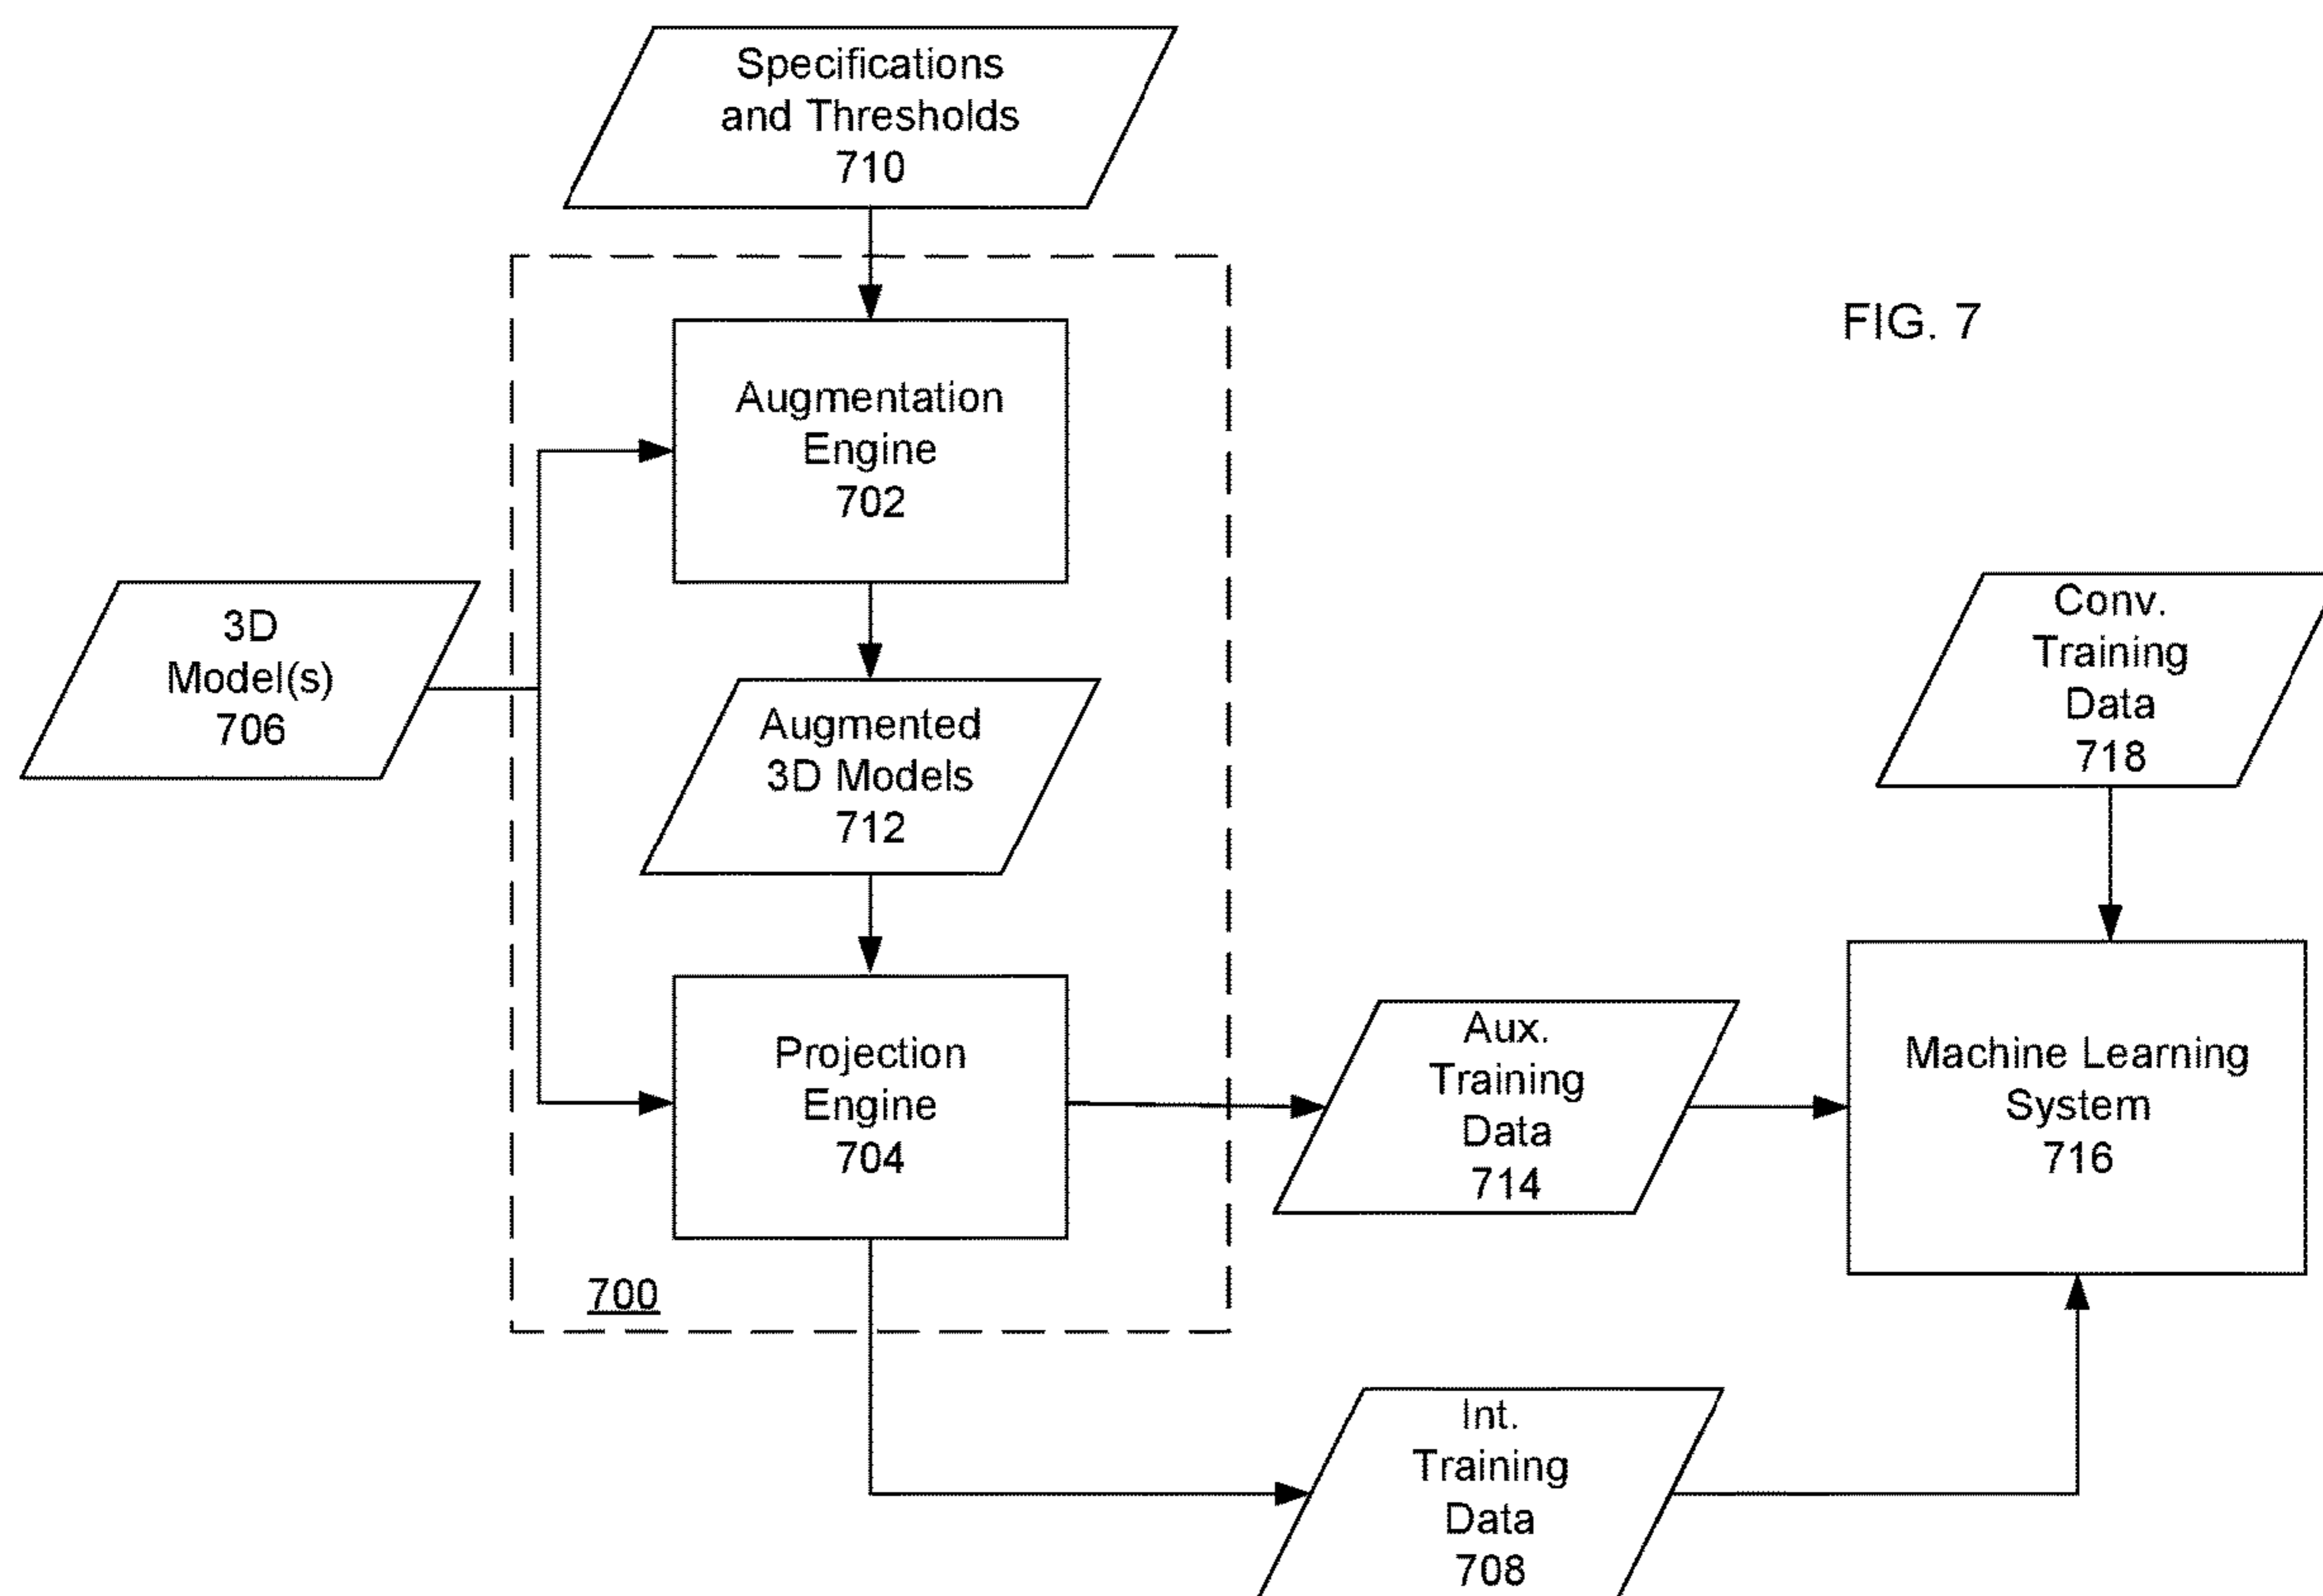 Specifications
and Thresholds
710
FIG. 7
Augmentation
Engine
702
3D
Model(s)
706
Augmented
3D Models
712
Conv.
Training
Data
718
Projection
Engine
704
Aux.
Training
Data
714
Machine Learning
System
716
700
Int.
Training
Data
708